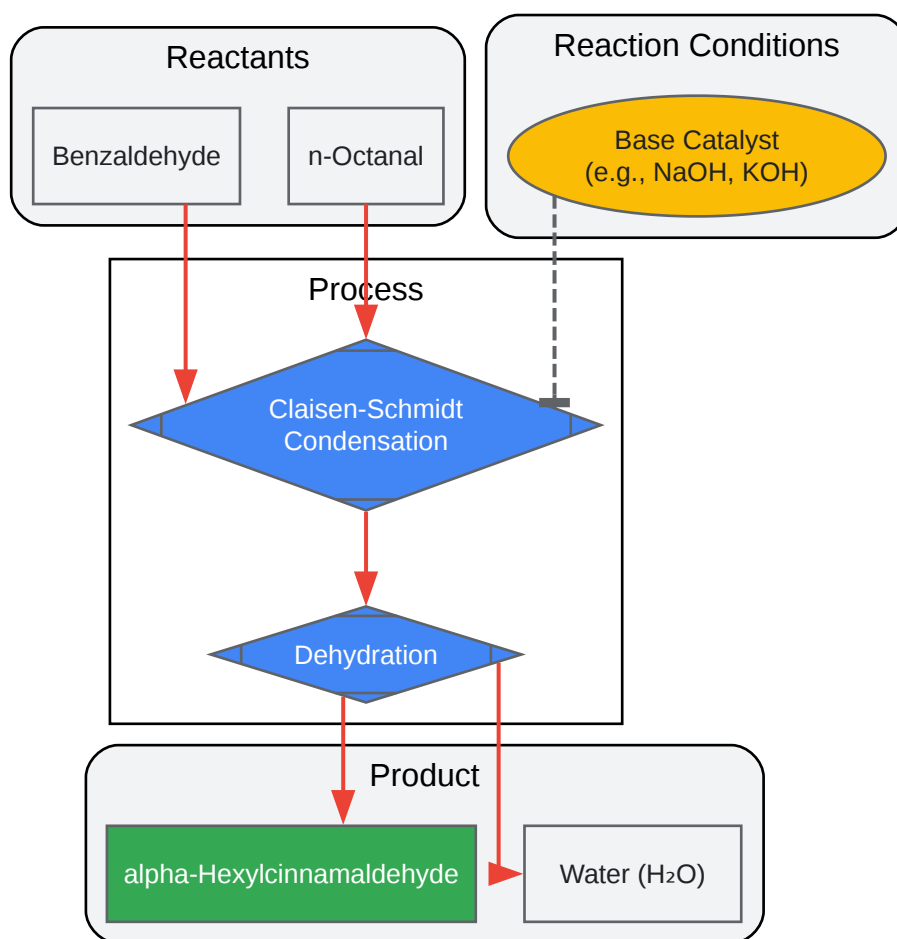 Reactants
Reaction Conditions
Benzaldehyde
n-Octanal
Base Catalyst
(e.g., NaOH, KOH)
Process
Claisen-Schmidt
Condensation
Dehydration
Product
alpha-Hexylcinnamaldehyde
Water (H₂O)